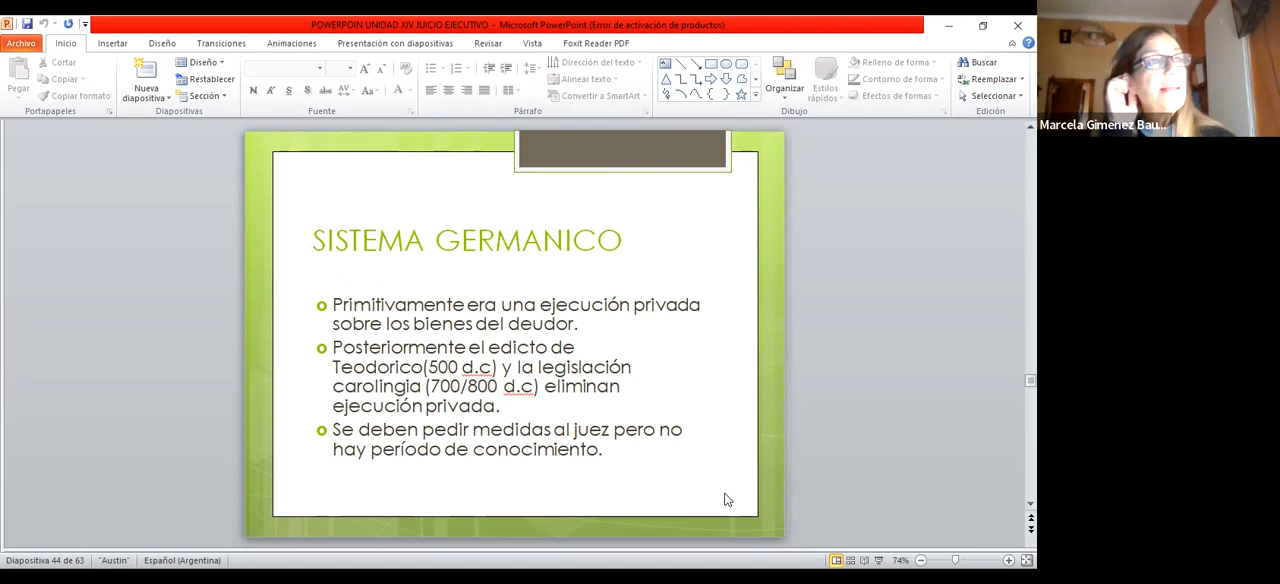 POWERPOIN UNIDAD XIV JUICIO EJECUTIVO - Microsoft PowerPoint (Error de activación de productos)
Archivo Inicio Insertar Diseño Transiciones Animaciones Presentación con diapositivas Revisar Vista Foxit Reader PDF
Pegar
Cortar
Copiar
Copiar formato
Portapapeles
Nueva
diapositiva
Diseño
Restablecer
Sección
Diapositivas
N K S S abc AV Aa A
Fuente
Dirección del texto
Alinear texto
Convertir a SmartArt
Párrafo
Organizar
Estilos
rápidos
Relleno de forma
Contorno de forma
Efectos de formas
Dibujo
Buscar
Reemplazar
Seleccionar
Edición
Marcela Gimenez Bau...
SISTEMA GERMANICO
Primitivamente era una ejecución privada
sobre los bienes del deudor.
Posteriormente el edicto de
Teodorico(500 d.c) y la legislación
carolingia (700/800 d.c) eliminan
ejecución privada.
Se deben pedir medidas al juez pero no
hay período de conocimiento.
Diapositiva 44 de 63 "Austin" Español (Argentina) 74%